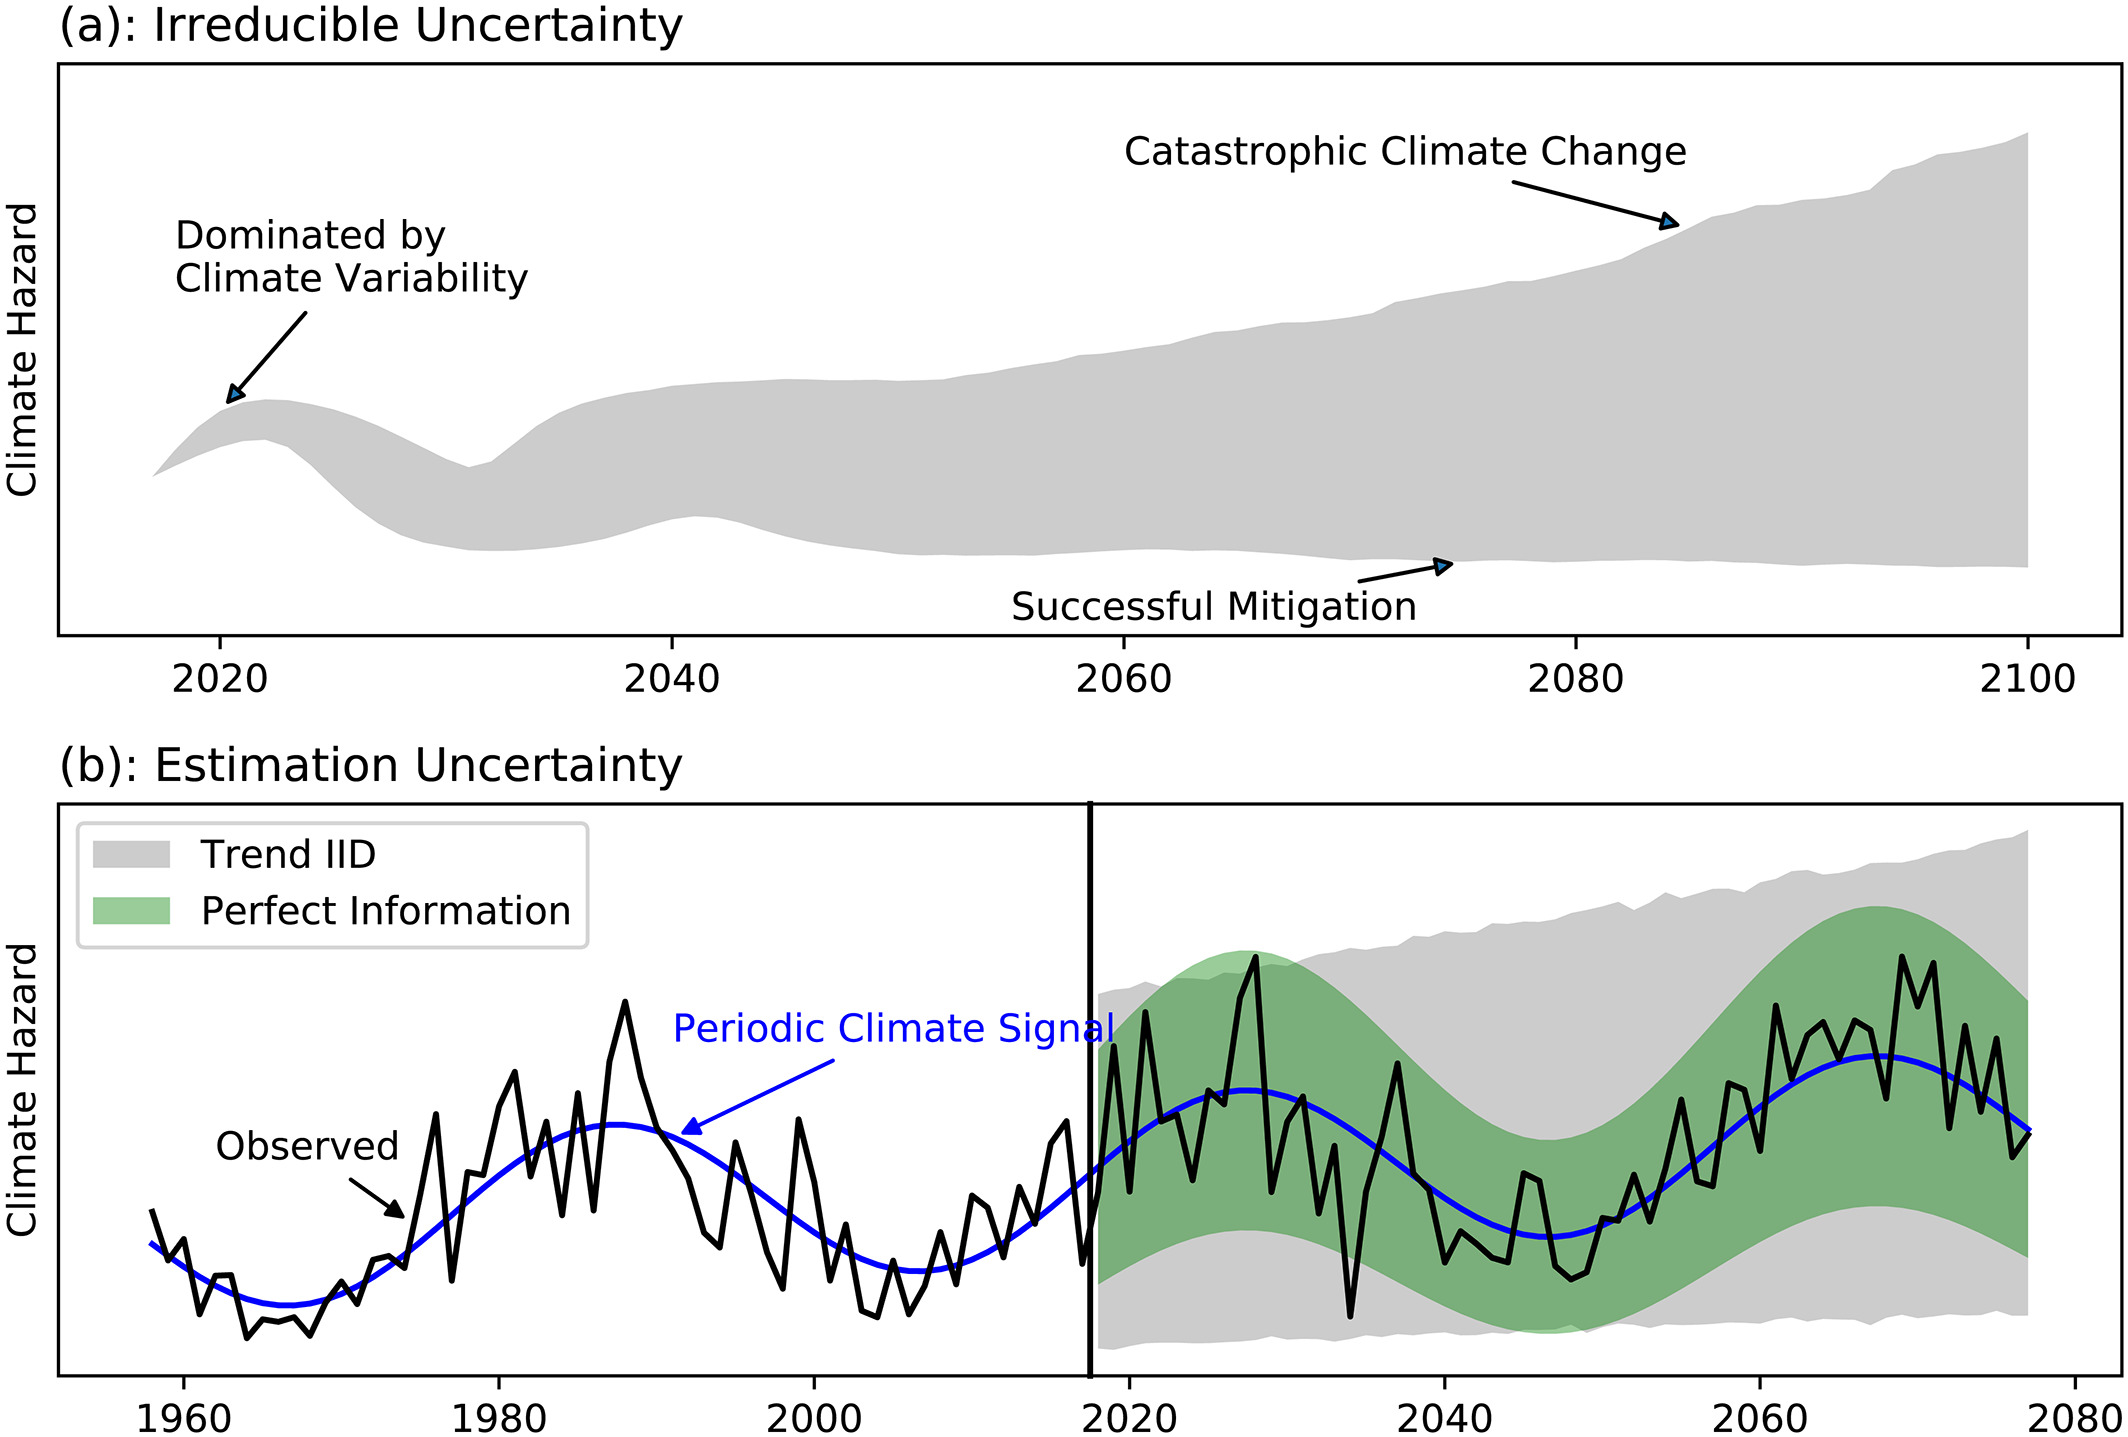 (a): Irreducible Uncertainty
Climate Hazard
Catastrophic Climate Change
Dominated by
Climate Variability
Successful Mitigation
2020 2040 2060 2080 2100
(b): Estimation Uncertainty
Climate Hazard
Trend IID
Perfect Information
Periodic Climate Signal
Observed
1960 1980 2000 2020 2040 2060 2080